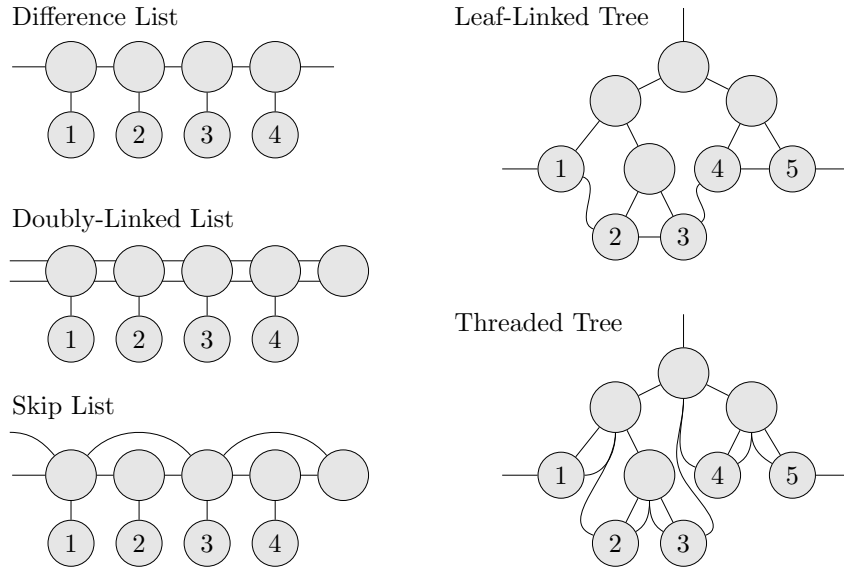 Difference List
1 2 3 4
Doubly-Linked List
1 2 3 4
Skip List
1 2 3 4
Leaf-Linked Tree
1 4 5
2 3
Threaded Tree
1 4 5
2 3